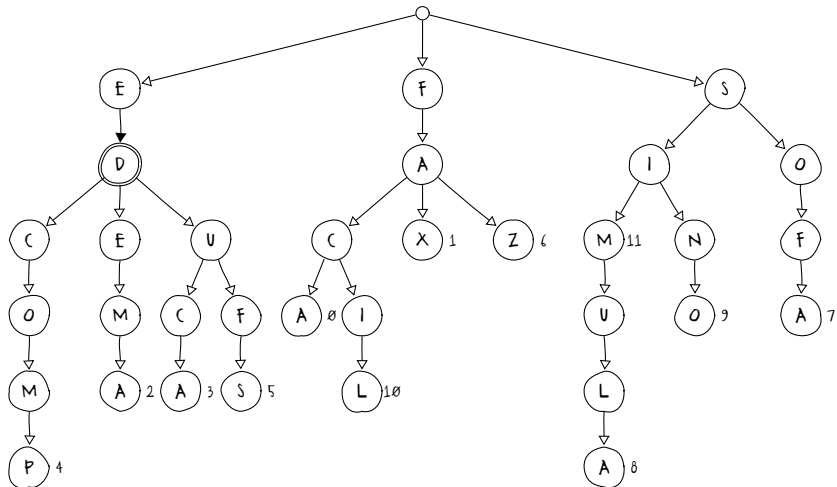 E F S
D A I O
C E U C X 1 Z 6 M 11 N F
O M C F A 0 I U O 9 A 7
M A 2 A 3 S 5 L 10 L
P 4 A 8